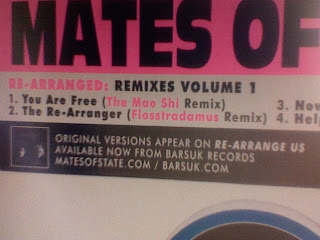 MATES OF
RE-ARRANGED: REMIXES VOLUME 1
1. You Are Free (The Mae Shi Remix) 3. Now
2. The Re-Arranger (Flosstradamus Remix) 4. Help
ORIGINAL VERSIONS APPEAR ON RE-ARRANGE US
AVAILABLE NOW FROM BARSUK RECORDS
MATESOFSTATE.COM / BARSUK.COM